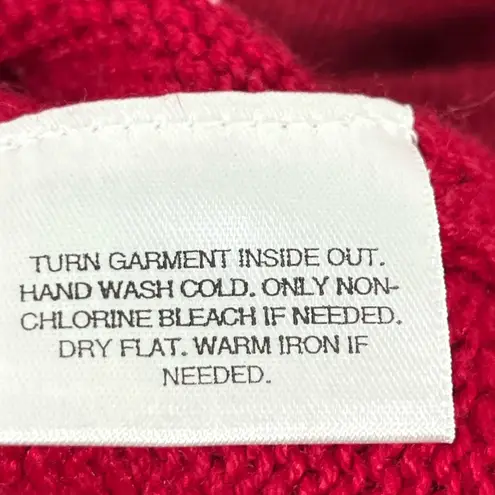 TURN GARMENT INSIDE OUT.
HAND WASH COLD. ONLY NON-
CHLORINE BLEACH IF NEEDED.
DRY FLAT. WARM IRON IF
NEEDED.